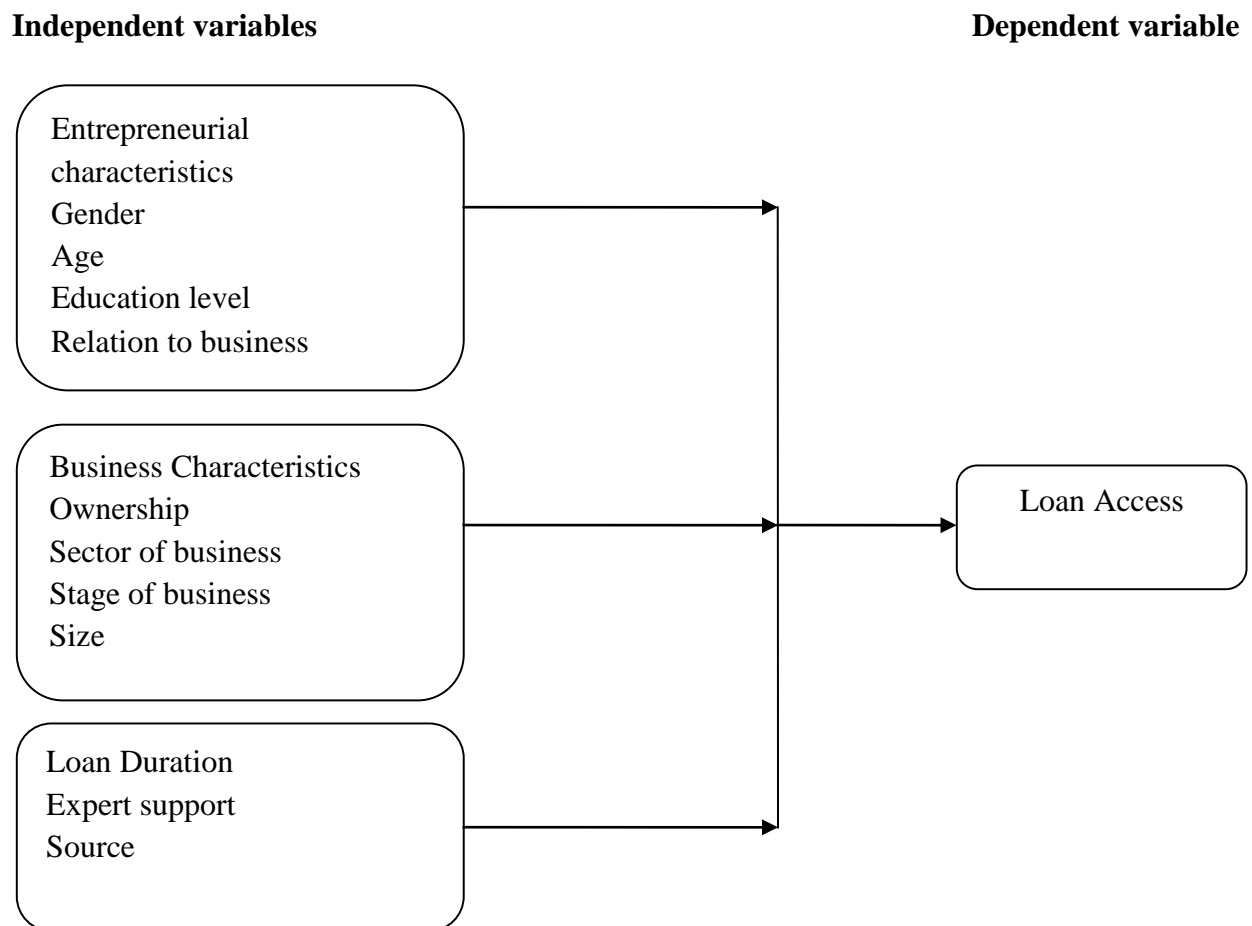 Independent variables
Dependent variable
Entrepreneurial
characteristics
Gender
Age
Education level
Relation to business
Business Characteristics
Ownership
Sector of business
Stage of business
Size
Loan Access
Loan Duration
Expert support
Source